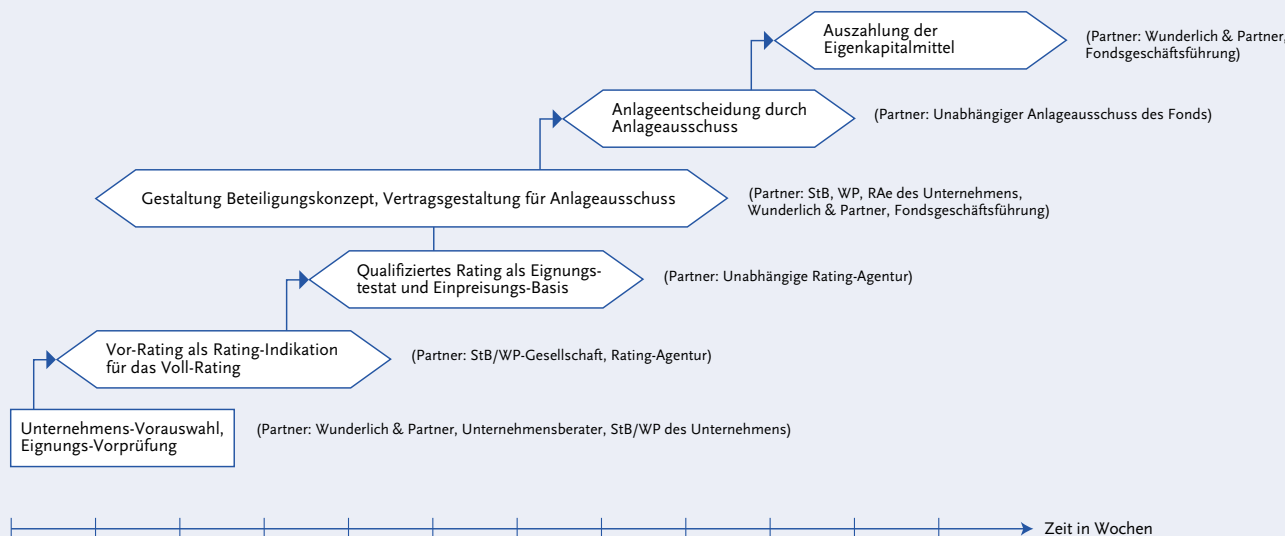 Auszahlung der
Eigenkapitalmittel
(Partner: Wunderlich & Partner,
Fondsgeschäftsführung)
Anlageentscheidung durch
Anlageausschuss
(Partner: Unabhängiger Anlageausschuss des Fonds)
Gestaltung Beteiligungskonzept, Vertragsgestaltung für Anlageausschuss
(Partner: StB, WP, RAe des Unternehmens,
Wunderlich & Partner, Fondsgeschäftsführung)
Qualifiziertes Rating als Eignungs-
testat und Einpreisungs-Basis
(Partner: Unabhängige Rating-Agentur)
Vor-Rating als Rating-Indikation
für das Voll-Rating
(Partner: StB/WP-Gesellschaft, Rating-Agentur)
Unternehmens-Vorauswahl,
Eignungs-Vorprüfung
(Partner: Wunderlich & Partner, Unternehmensberater, StB/WP des Unternehmens)
Zeit in Wochen